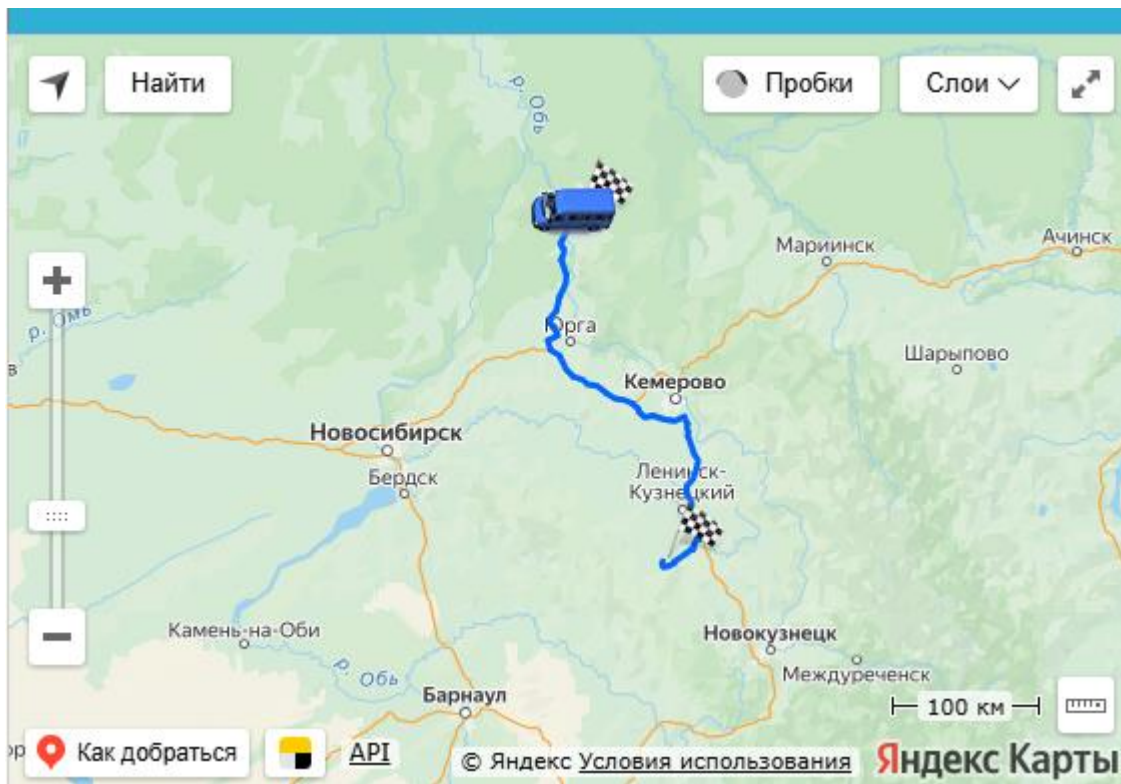 Найти
Пробки
Слои
р. Обь
Мариинск
Ачинск
р. Омь
Юрга
в
Шарыпово
Кемерово
Новосибирск
Бердск
Ленинск-
Кузнецкий
Камень-на-Оби
Новокузнецк
р. Обь
Междуреченск
Барнаул
100 км
ор
Как добраться
API
© Яндекс Условия использования
Яндекс Карты